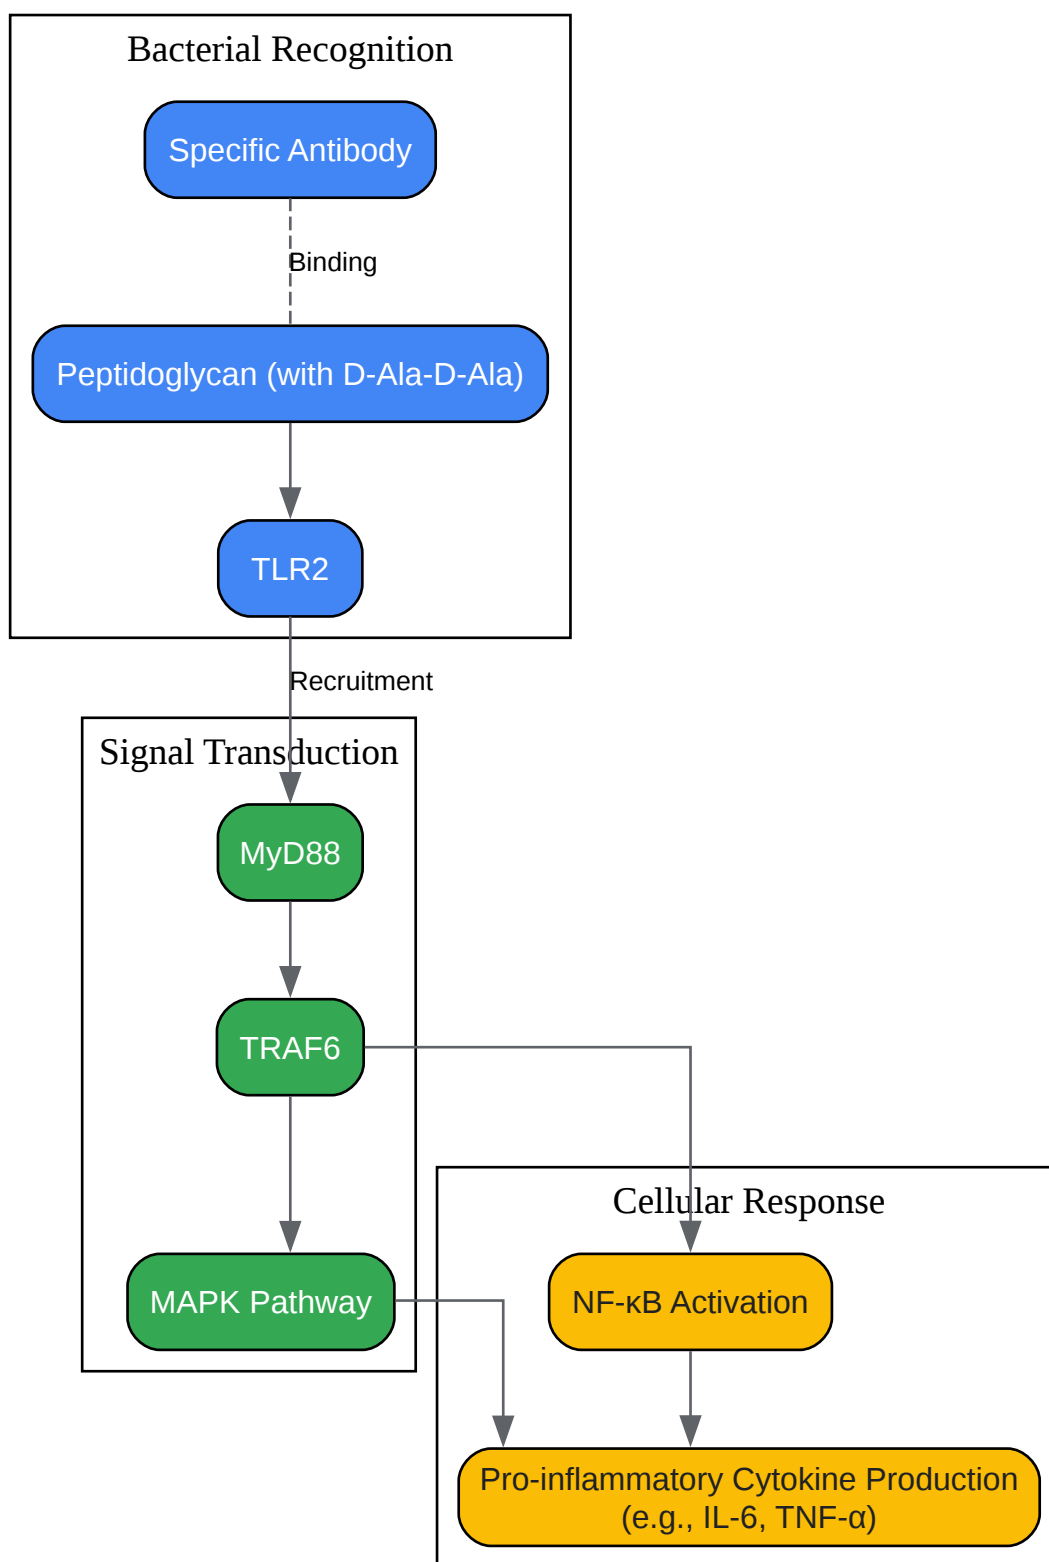 Bacterial Recognition
Specific Antibody
Binding
Peptidoglycan (with D-Ala-D-Ala)
TLR2
Recruitment
Signal Transduction
MyD88
TRAF6
MAPK Pathway
Cellular Response
NF-κB Activation
Pro-inflammatory Cytokine Production
(e.g., IL-6, TNF-α)